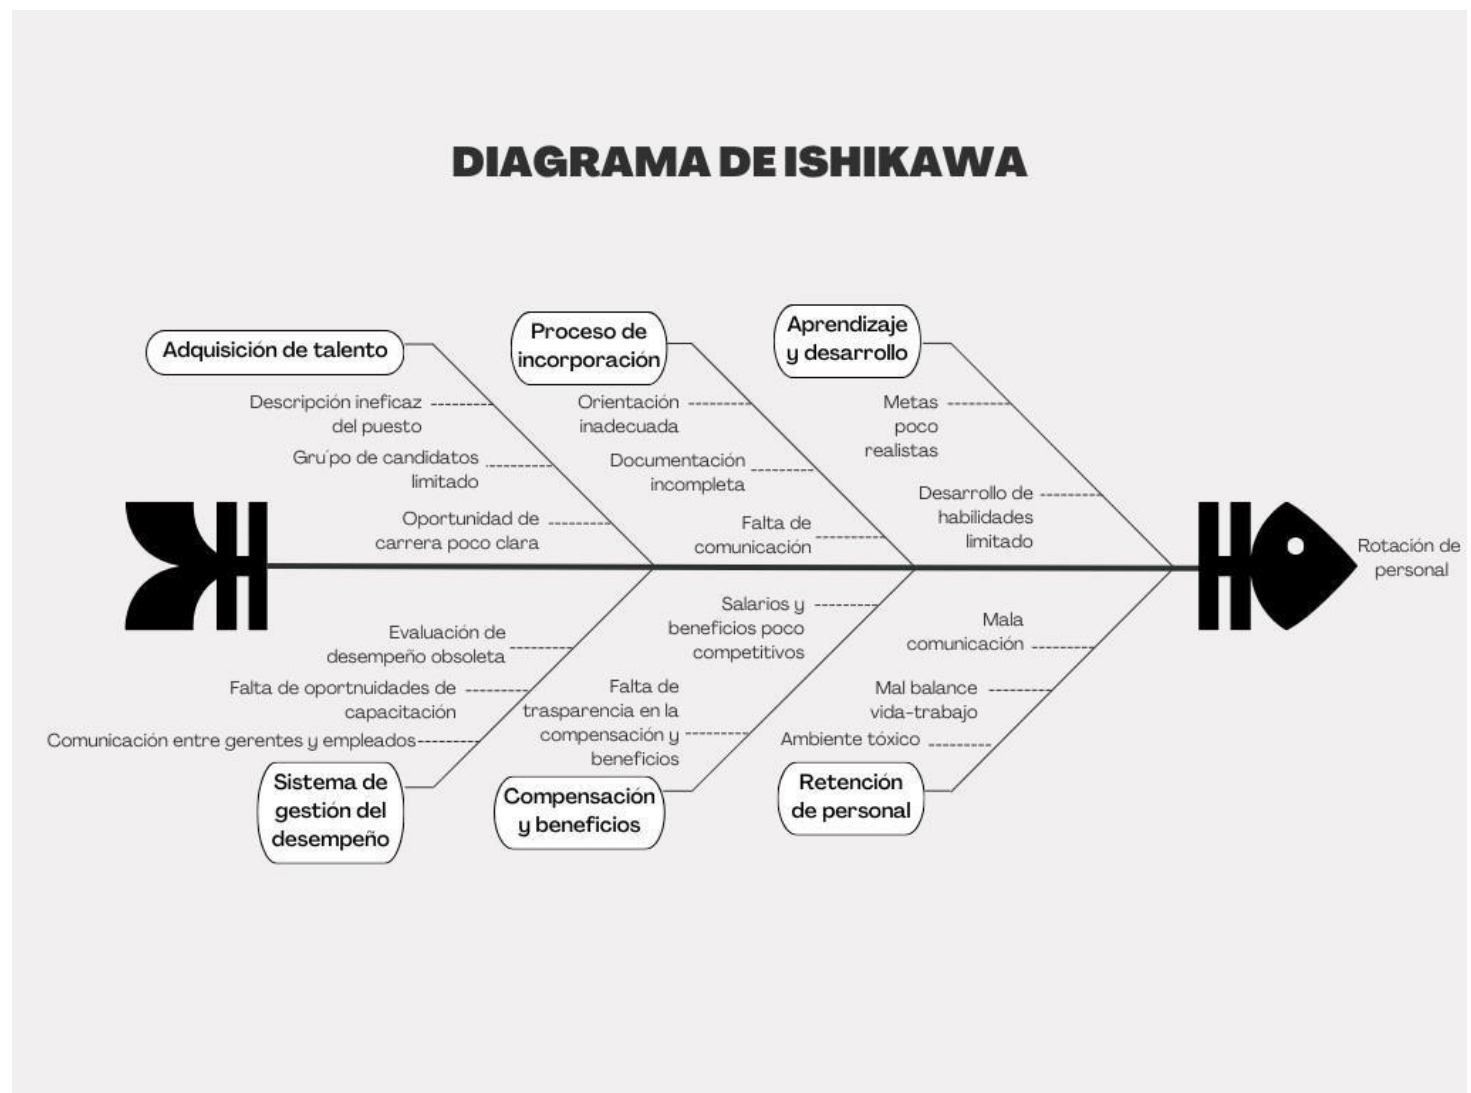 DIAGRAMA DE ISHIKAWA
Adquisición de talento
Descripción ineficaz
del puesto
Grupo de candidatos
limitado
Oportunidad de
carrera poco clara
Proceso de
incorporación
Orientación
inadecuada
Documentación
incompleta
Falta de
comunicación
Aprendizaje
y desarrollo
Metas
poco
realistas
Desarrollo de
habilidades
limitado
Rotación de
personal
Evaluación de
desempeño obsoleta
Falta de oportnuidades de
capacitación
Comunicación entre gerentes y empleados
Sistema de
gestión del
desempeño
Salarios y
beneficios poco
competitivos
Falta de
trasparencia en la
compensación y
beneficios
Compensación
y beneficios
Mala
comunicación
Mal balance
vida-trabajo
Ambiente tóxico
Retención
de personal